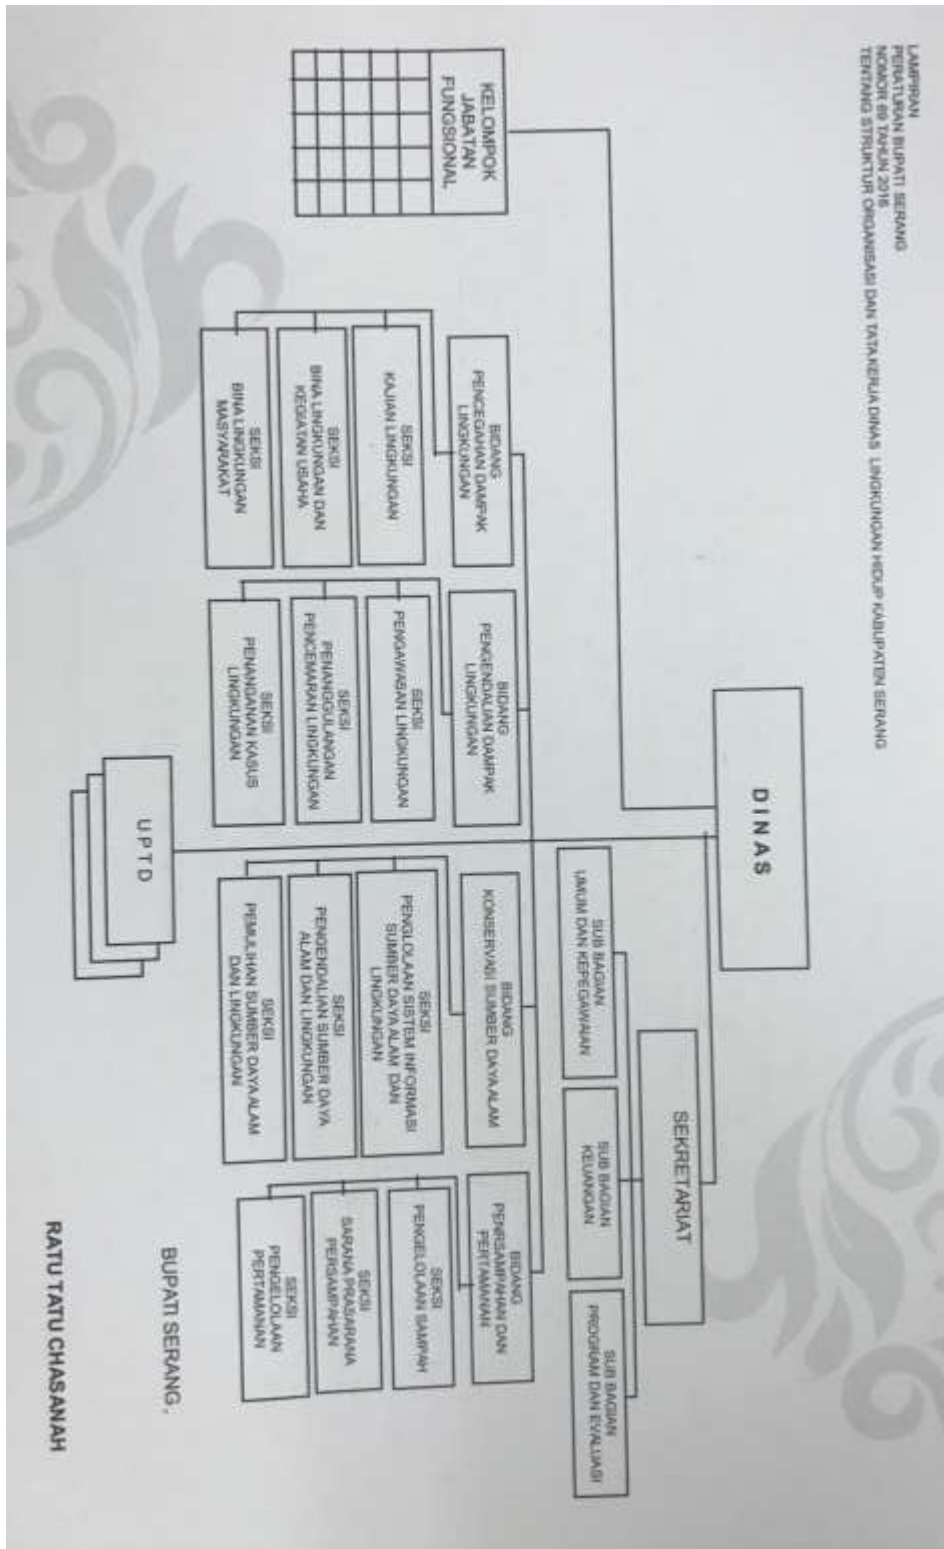 LAMPIRAN
PERATURAN BUPATI SERANG
NOMOR 69 TAHUN 2016
TENTANG STRUKTUR ORGANISASI DAN TATA KERJA DINAS LINGKUNGAN HIDUP KABUPATEN SERANG
DINAS
SEKRETARIAT
SUB BAGIAN
UMUM DAN KEPEGAWAIAN
SUB BAGIAN
KEUANGAN
SUB BAGIAN
PROGRAM DAN EVALUASI
KELOMPOK
JABATAN
FUNGSIONAL
BIDANG
PENCEGAHAN DAMPAK
LINGKUNGAN
SEKSI
KAJIAN LINGKUNGAN
SEKSI
BINA LINGKUNGAN DAN
KEGIATAN USAHA
SEKSI
BINA LINGKUNGAN
MASYARAKAT
BIDANG
PENGENDALIAN DAMPAK
LINGKUNGAN
SEKSI
PENGAWASAN LINGKUNGAN
SEKSI
PENANGGULANGAN
PENCEMARAN LINGKUNGAN
SEKSI
PENANGANAN KASUS
LINGKUNGAN
BIDANG
KONSERVASI SUMBER DAYA ALAM
SEKSI
PENGLOLAAN SISTEM INFORMASI
SUMBER DAYA ALAM DAN
LINGKUNGAN
SEKSI
PENGENDALIAN SUMBER DAYA
ALAM DAN LINGKUNGAN
SEKSI
PEMULIHAN SUMBER DAYA ALAM
DAN LINGKUNGAN
BIDANG
PENRSAMPAHAN DAN
PERTAMANAN
SEKSI
PENGELOLAAN SAMPAH
SEKSI
SARANA PRASARANA
PERSAMPAHAN
SEKSI
PENGELOLAAN
PERTAMANAN
UPTD
BUPATI SERANG,
RATU TATU CHASANAH